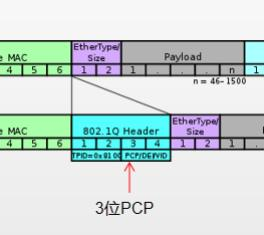 EtherType/
Size
Payload
e MAC
4 5 6 1 2 1 . . . n 1
n = 46–1500
e MAC
802.1Q Header
EtherType/
Size
4 5 6 1 2 3 4 1 2 1 .
TPID=0x8100 PCP/DEI/VID
3位PCP